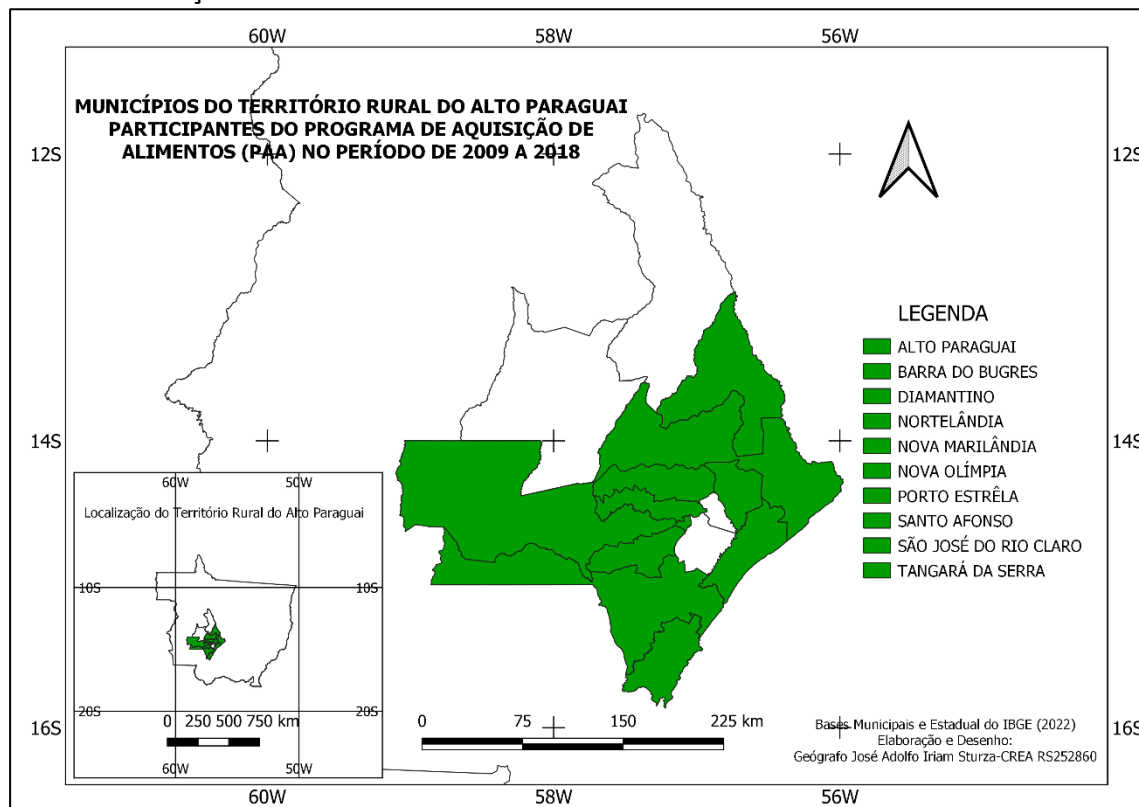 60W 58W 56W
MUNICÍPIOS DO TERRITÓRIO RURAL DO ALTO PARAGUAI
PARTICIPANTES DO PROGRAMA DE AQUISIÇÃO DE
ALIMENTOS (PAA) NO PERÍODO DE 2009 A 2018
12S 12S
LEGENDA
ALTO PARAGUAI
BARRA DO BUGRES
DIAMANTINO
NORTELÂNDIA
NOVA MARILÂNDIA
NOVA OLÍMPIA
PORTO ESTRÊLA
SANTO AFONSO
SÃO JOSÉ DO RIO CLARO
TANGARÁ DA SERRA
14S 14S
60W 50W
Localização do Território Rural do Alto Paraguai
10S 10S
20S 20S
0 250 500 750 km
60W 50W
0 75 150 225 km
16S 16S
Bases Municipais e Estadual do IBGE (2022)
Elaboração e Desenho:
Geógrafo José Adolfo Iriam Sturza-CREA RS252860
60W 58W 56W